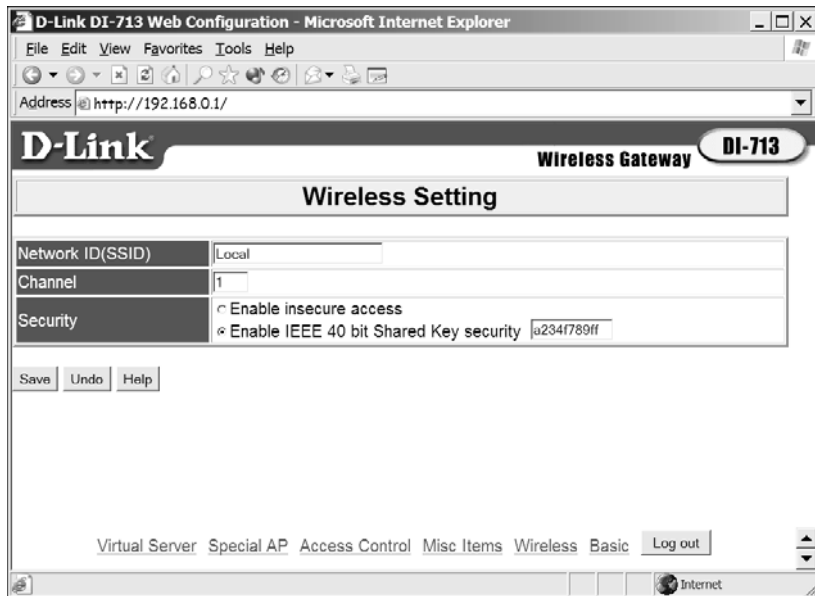 D-Link DI-713 Web Configuration - Microsoft Internet Explorer
File Edit View Favorites Tools Help
Address http://192.168.0.1/
D-Link
Wireless Gateway DI-713
Wireless Setting
Network ID(SSID) Local
Channel 1
Security Enable insecure access
Enable IEEE 40 bit Shared Key security a234f789ff
Save Undo Help
Virtual Server Special AP Access Control Misc Items Wireless Basic Log out
Internet